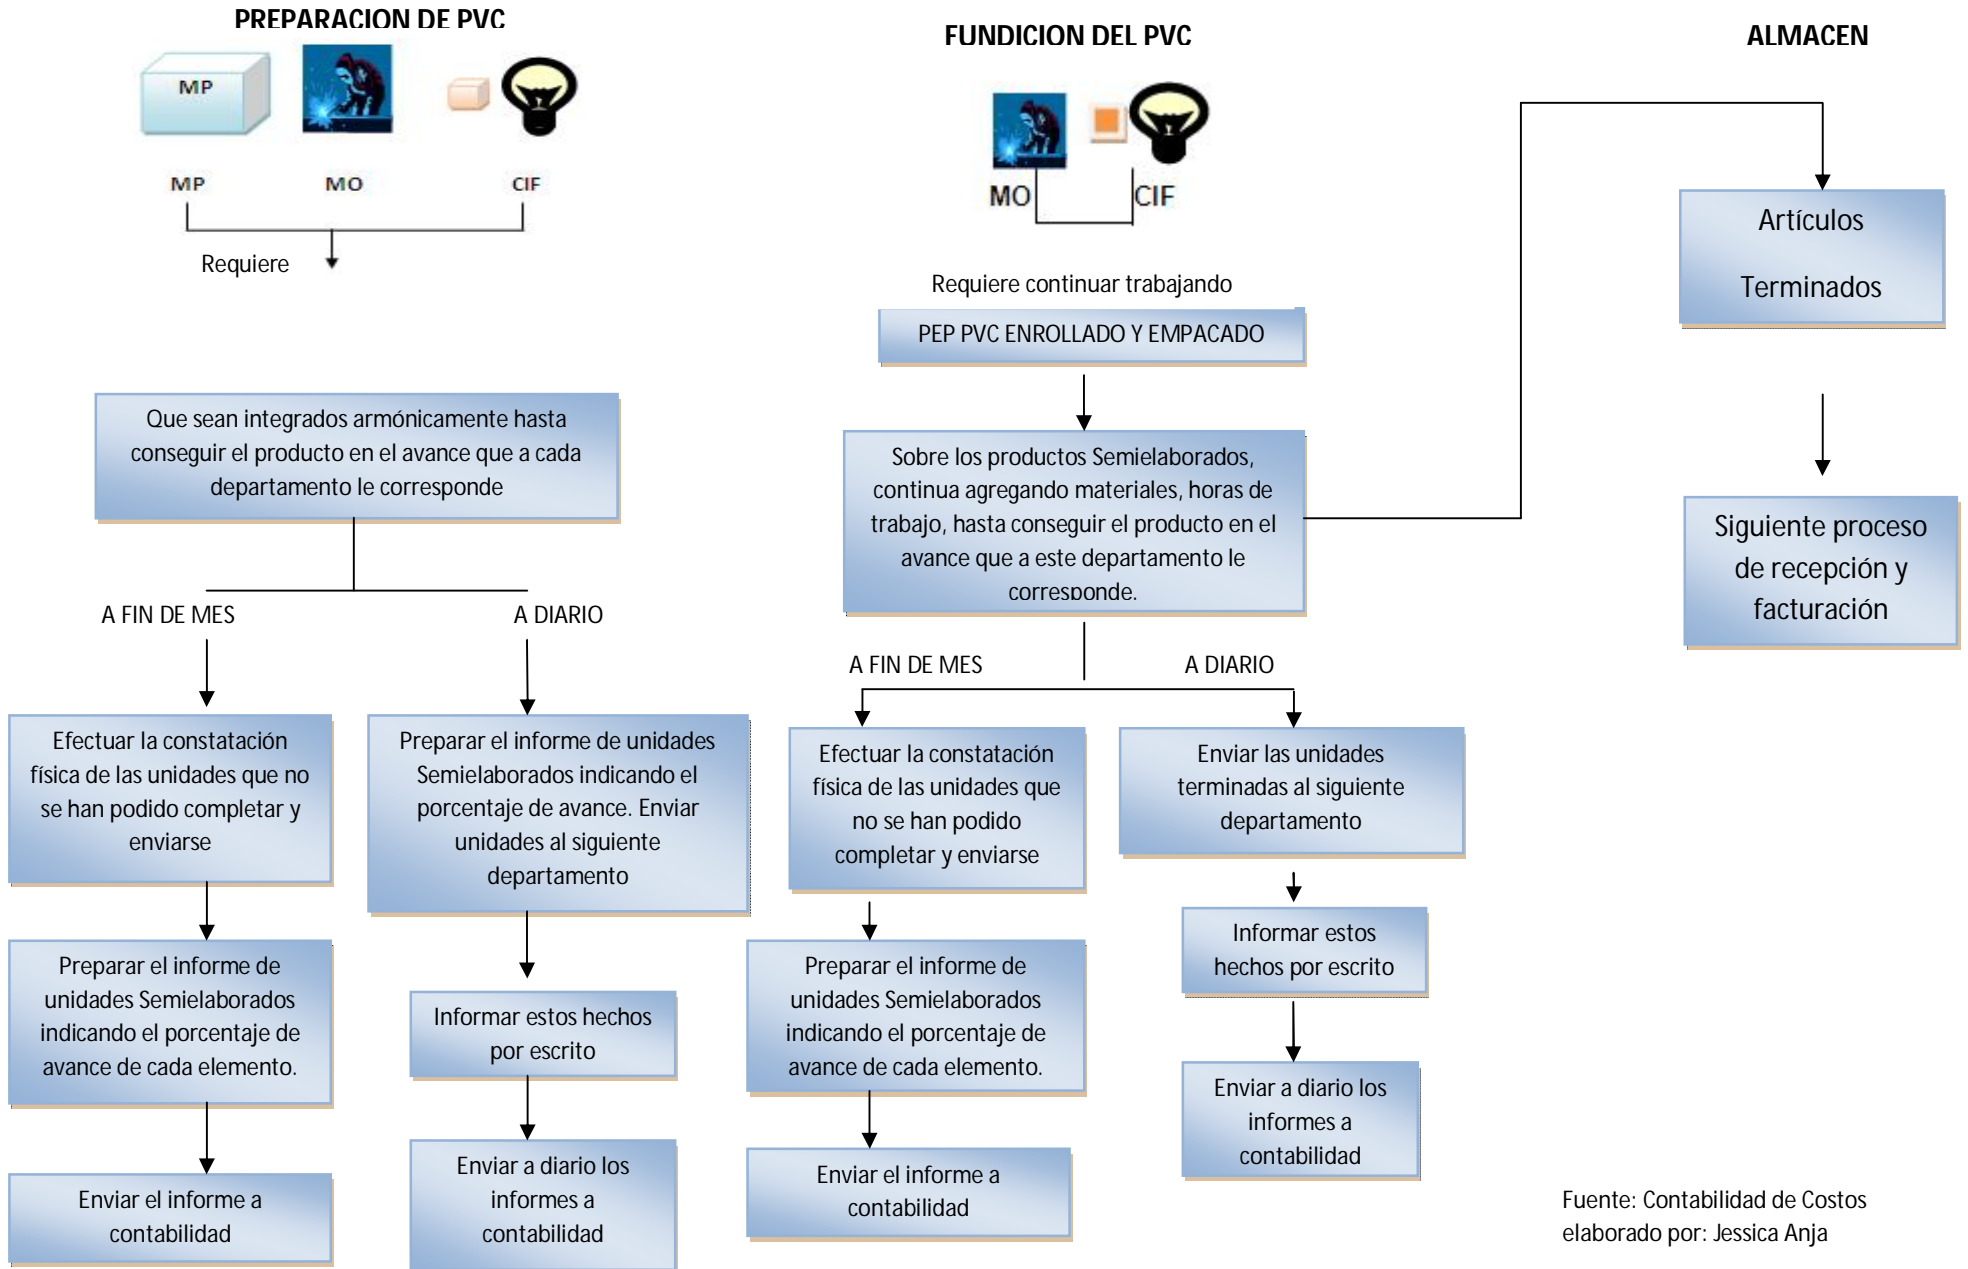 PREPARACION DE PVC
MP
MP
MO
CIF
Requiere
Que sean integrados armónicamente hasta
conseguir el producto en el avance que a cada
departamento le corresponde
A FIN DE MES
A DIARIO
Efectuar la constatación
física de las unidades que no
se han podido completar y
enviarse
Preparar el informe de
unidades Semielaborados
indicando el porcentaje de
avance de cada elemento.
Enviar el informe a
contabilidad
Preparar el informe de unidades
Semielaborados indicando el
porcentaje de avance. Enviar
unidades al siguiente
departamento
Informar estos hechos
por escrito
Enviar a diario los
informes a
contabilidad
FUNDICION DEL PVC
MO
CIF
Requiere continuar trabajando
PEP PVC ENROLLADO Y EMPACADO
Sobre los productos Semielaborados,
continua agregando materiales, horas de
trabajo, hasta conseguir el producto en el
avance que a este departamento le
corresponde.
A FIN DE MES
A DIARIO
Efectuar la constatación
física de las unidades que
no se han podido
completar y enviarse
Preparar el informe de
unidades Semielaborados
indicando el porcentaje de
avance de cada elemento.
Enviar el informe a
contabilidad
Enviar las unidades
terminadas al siguiente
departamento
Informar estos
hechos por escrito
Enviar a diario los
informes a
contabilidad
ALMACEN
Artículos
Terminados
Siguiente proceso
de recepción y
facturación
Fuente: Contabilidad de Costos
elaborado por: Jessica Anja